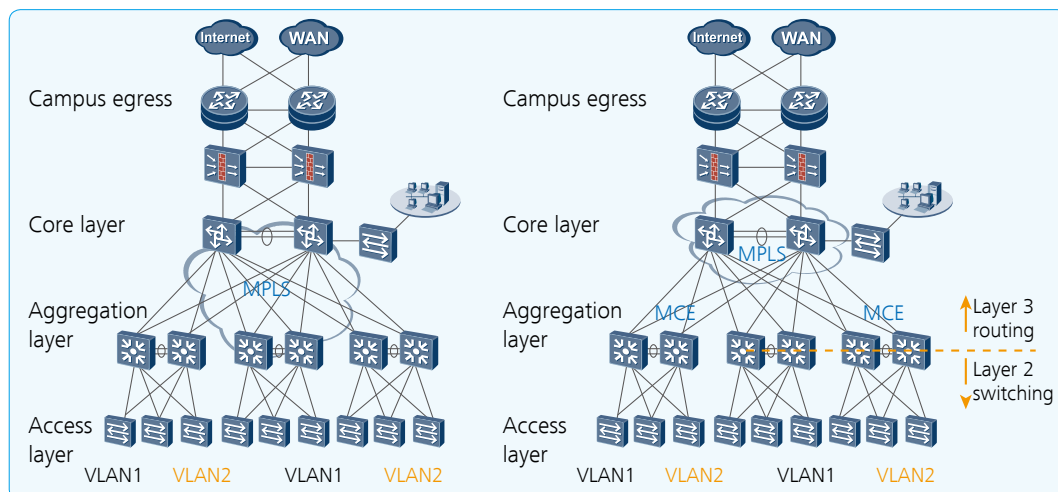 Internet
WAN
Campus egress
Core layer
MPLS
Aggregation
layer
Access
layer
VLAN1
VLAN2
VLAN1
VLAN2
Internet
WAN
Campus egress
Core layer
MPLS
Aggregation
layer
MCE
MCE
Layer 3
routing
Layer 2
switching
Access
layer
VLAN1
VLAN2
VLAN1
VLAN2